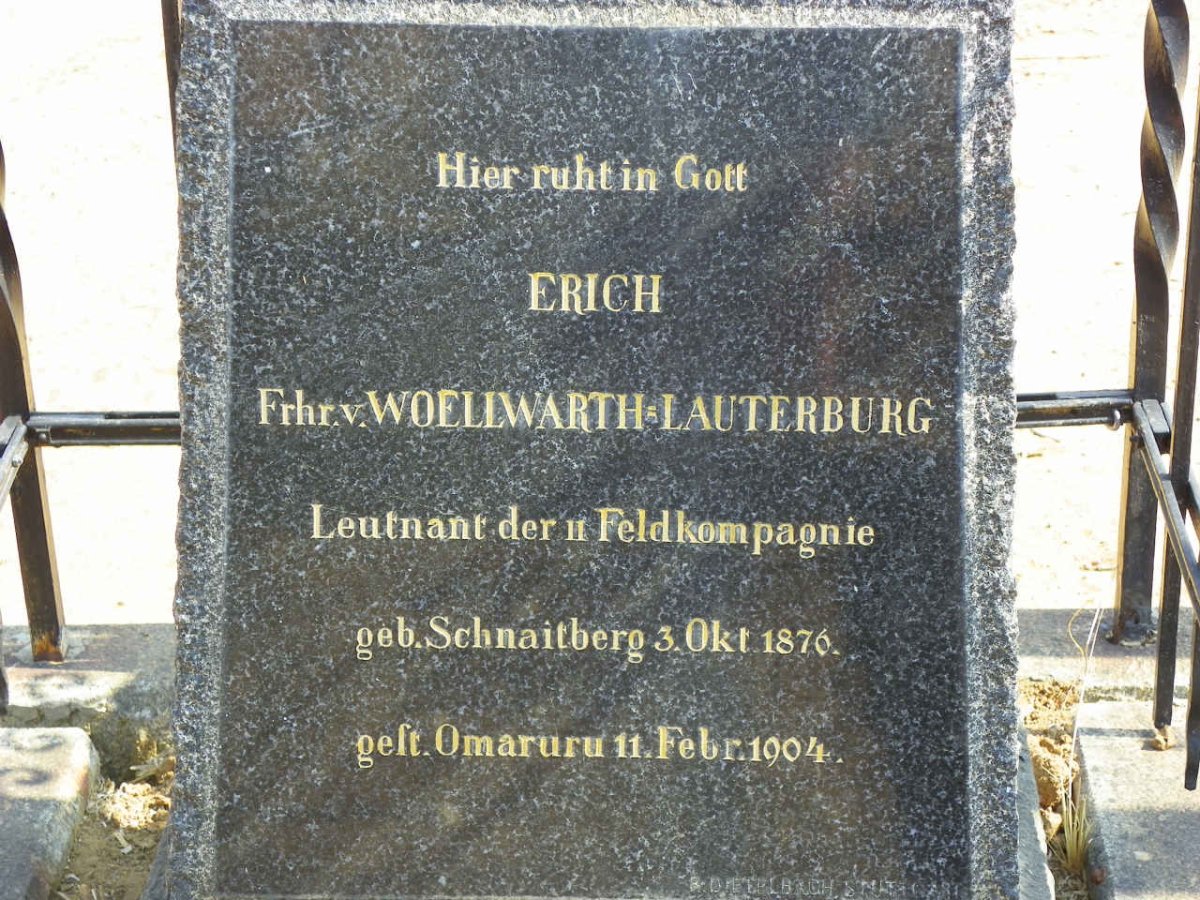 Hier ruht in Gott
ERICH
Frhr. v. WOELLWARTH=LAUTERBURG
Leutnant der II Feldkompagnie
geb. Schnaitberg 3. Okt 1876.
geſt. Omaruru 11. Febr. 1904.